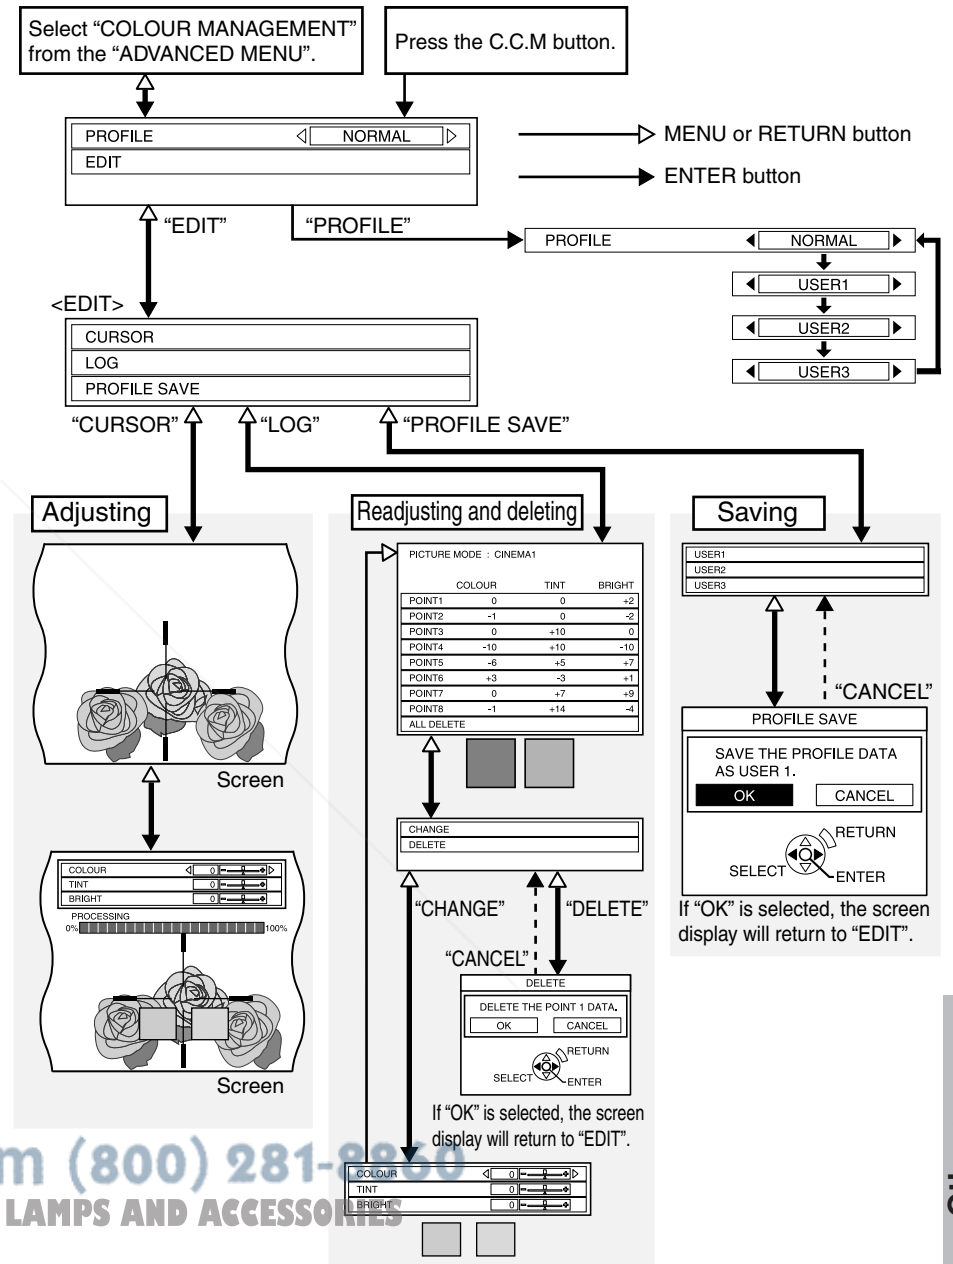 Select “COLOUR MANAGEMENT”
from the “ADVANCED MENU”.
Press the C.C.M button.
PROFILE NORMAL
EDIT
MENU or RETURN button
ENTER button
“EDIT” “PROFILE”
PROFILE NORMAL
USER1
USER2
USER3
<EDIT>
CURSOR
LOG
PROFILE SAVE
“CURSOR” “LOG” “PROFILE SAVE”
Adjusting
Screen
COLOUR 0 - +
TINT 0 - +
BRIGHT 0 - +
PROCESSING
0% 100%
Screen
Readjusting and deleting
PICTURE MODE : CINEMA1
COLOUR TINT BRIGHT
POINT1 0 0 +2
POINT2 -1 0 -2
POINT3 0 +10 0
POINT4 -10 +10 -10
POINT5 -6 +5 +7
POINT6 +3 -3 +1
POINT7 0 +7 +9
POINT8 -1 +14 -4
ALL DELETE
CHANGE
DELETE
“CHANGE” “DELETE”
“CANCEL”
DELETE
DELETE THE POINT 1 DATA.
OK CANCEL
RETURN
SELECT
ENTER
If “OK” is selected, the screen
display will return to “EDIT”.
COLOUR 0 - +
TINT 0 - +
BRIGHT 0 - +
Saving
USER1
USER2
USER3
“CANCEL”
PROFILE SAVE
SAVE THE PROFILE DATA
AS USER 1.
OK CANCEL
RETURN
SELECT
ENTER
If “OK” is selected, the screen
display will return to “EDIT”.
m (800) 281-8860
LAMPS AND ACCESSORIES